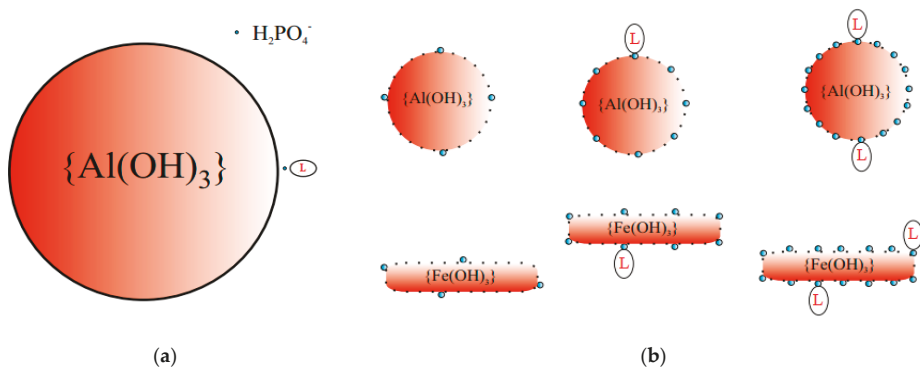 H₂PO₄⁻
{Al(OH)₃}
L
L
L
{Al(OH)₃}
{Al(OH)₃}
{Al(OH)₃}
L
{Fe(OH)₃}
L
{Fe(OH)₃}
{Fe(OH)₃}
L
L
(a)
(b)